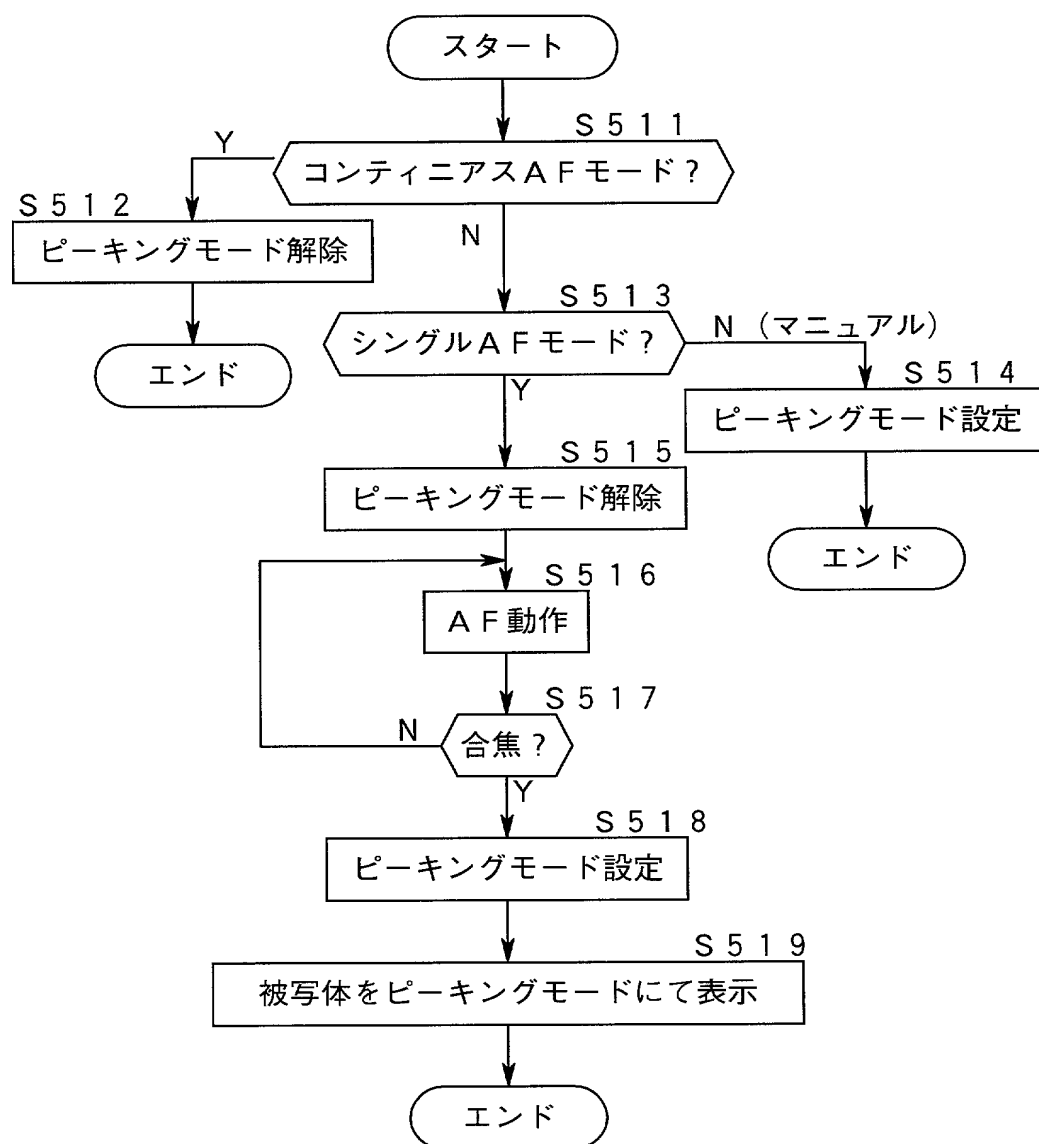 スタート
S511
Y
コンティニアスAFモード?
S512
ピーキングモード解除
N
エンド
S513
シングルAFモード?
N (マニュアル)
Y
S514
ピーキングモード設定
エンド
S515
ピーキングモード解除
S516
AF動作
S517
N
合焦?
Y
S518
ピーキングモード設定
S519
被写体をピーキングモードにて表示
エンド